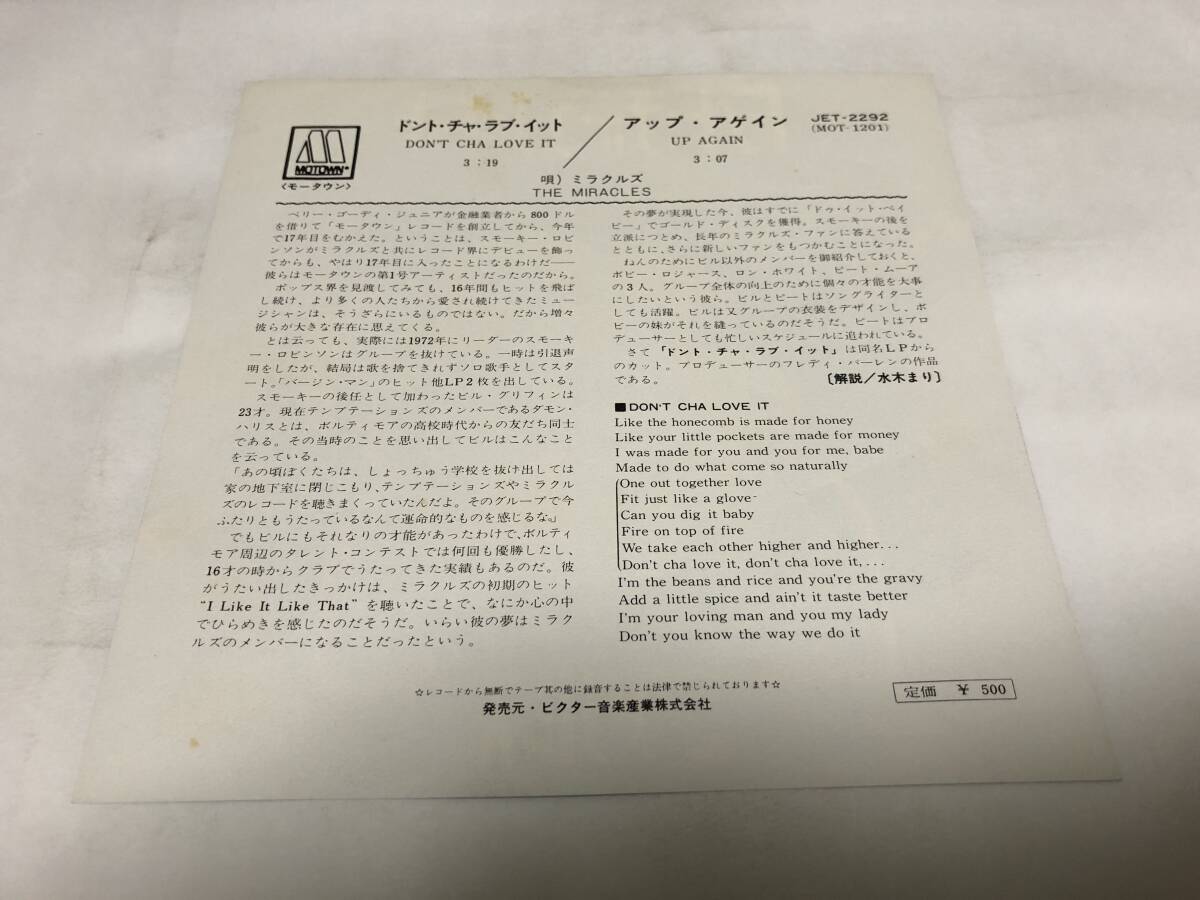 MOTOWN
〈モータウン〉
ドント・チャ・ラブ・イット
DON'T CHA LOVE IT
3:19
アップ・アゲイン
UP AGAIN
3:07
JET-2292
(MOT-1201)
唄)ミラクルズ
THE MIRACLES
ベリー・ゴーディ・ジュニアが金融業者から800ドル
を借りて「モータウン」レコードを創立してから、今年
で17年目をむかえた。ということは、スモーキー・ロビ
ンソンがミラクルズと共にレコード界にデビューを飾っ
てからも、やはり17年目に入ったことになるわけだ——
彼らはモータウンの第1号アーティストだったのだから。
ポップス界を見渡してみても、16年間もヒットを飛ば
し続け、より多くの人たちから愛され続けてきたミュー
ジシャンは、そうざらにいるものではない。だから増々
彼らが大きな存在に思えてくる。
とは云っても、実際には1972年にリーダーのスモーキ
ー・ロビンソンはグループを抜けている。一時は引退声
明をしたが、結局は歌を捨てきれずソロ歌手としてスタ
ート。「バージン・マン」のヒット他LP2枚を出している。
スモーキーの後任として加わったビル・グリフィンは
23才。現在テンプテーションズのメンバーであるダモン・
ハリスとは、ボルティモアの高校時代からの友だち同士
である。その当時のことを思い出してビルはこんなこと
を云っている。
「あの頃ぼくたちは、しょっちゅう学校を抜け出しては
家の地下室に閉じこもり、テンプテーションズやミラクル
ズのレコードを聴きまくっていたんだよ。そのグループで今
ふたりともうたっているなんて運命的なものを感じるな。」
でもビルにもそれなりの才能があったわけで、ボルティ
モア周辺のタレント・コンテストでは何回も優勝したし、
16才の時からクラブでうたってきた実績もあるのだ。彼
がうたい出したきっかけは、ミラクルズの初期のヒット
“I Like It Like That”を聴いたことで、なにか心の中
でひらめきを感じたのだそうだ。いらい彼の夢はミラク
ルズのメンバーになることだったという。
その夢が実現した今、彼はすでに「ドゥ・イット・ベイ
ビー」でゴールド・ディスクを獲得。スモーキーの後を
立派につとめ、長年のミラクルズ・ファンに答えている
とともに、さらに新しいファンをもつかむことになった。
ねんのためにビル以外のメンバーを御紹介しておくと、
ボビー・ロジャース、ロン・ホワイト、ピート・ムーア
の3人。グループ全体の向上のために個々の才能を大事
にしたいという彼ら。ビルとピートはソングライターと
しても活躍。ビルは又グループの衣装をデザインし、ボ
ビーの妹がそれを縫っているのだそうだ。ピートはプロ
デューサーとしても忙しいスケジュールに追われている。
さて「ドント・チャ・ラブ・イット」は同名LPから
のカット。プロデューサーのフレディ・パーレンの作品
である。 〔解説/水木まり〕
■DON'T CHA LOVE IT
Like the honecomb is made for honey
Like your little pockets are made for money
I was made for you and you for me, babe
Made to do what come so naturally
One out together love
Fit just like a glove
Can you dig it baby
Fire on top of fire
We take each other higher and higher...
Don't cha love it, don't cha love it,...
I'm the beans and rice and you're the gravy
Add a little spice and ain't it taste better
I'm your loving man and you my lady
Don't you know the way we do it
☆レコードから無断でテープ其の他に録音することは法律で禁じられております☆
発売元・ビクター音楽産業株式会社
定価 ¥ 500